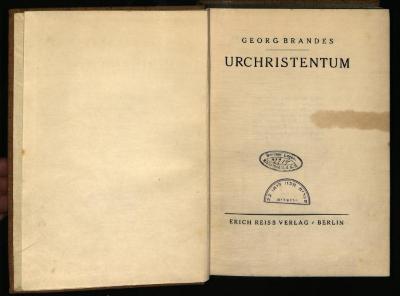 GEORG BRANDES
URCHRISTENTUM
ERICH REISS VERLAG / BERLIN